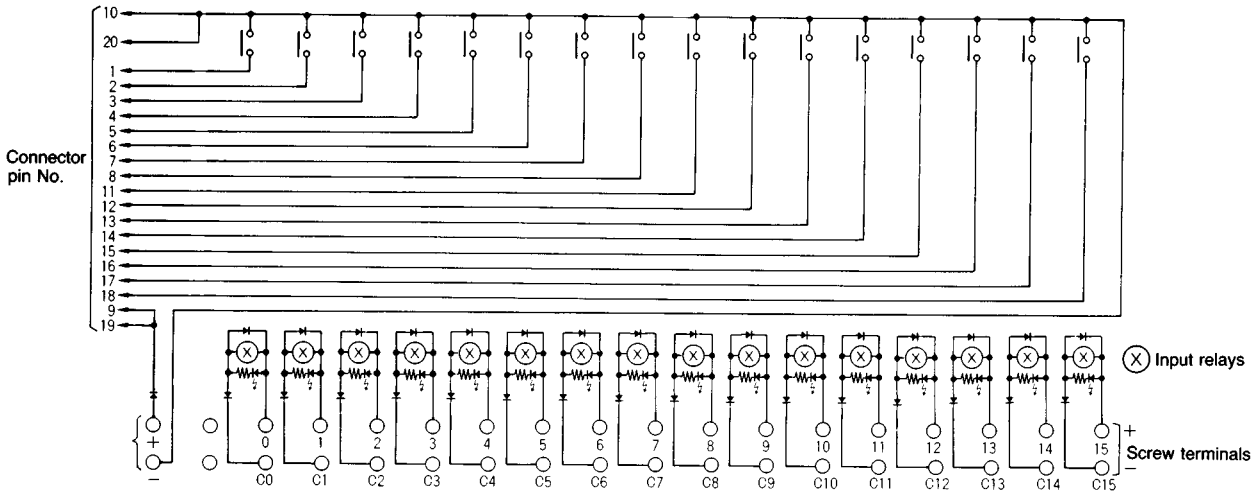 10
20
1
2
3
4
5
6
7
8
11
12
13
14
15
16
17
18
9
19
Connector
pin No.
X X X X X X X X X X X X X X X X
X Input relays
+ 0 1 2 3 4 5 6 7 8 9 10 11 12 13 14 15 +
Screw terminals
− C0 C1 C2 C3 C4 C5 C6 C7 C8 C9 C10 C11 C12 C13 C14 C15 −